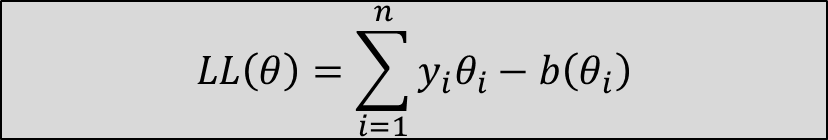 LL(θ) = ∑_{i=1}^{n} y_i θ_i − b(θ_i)